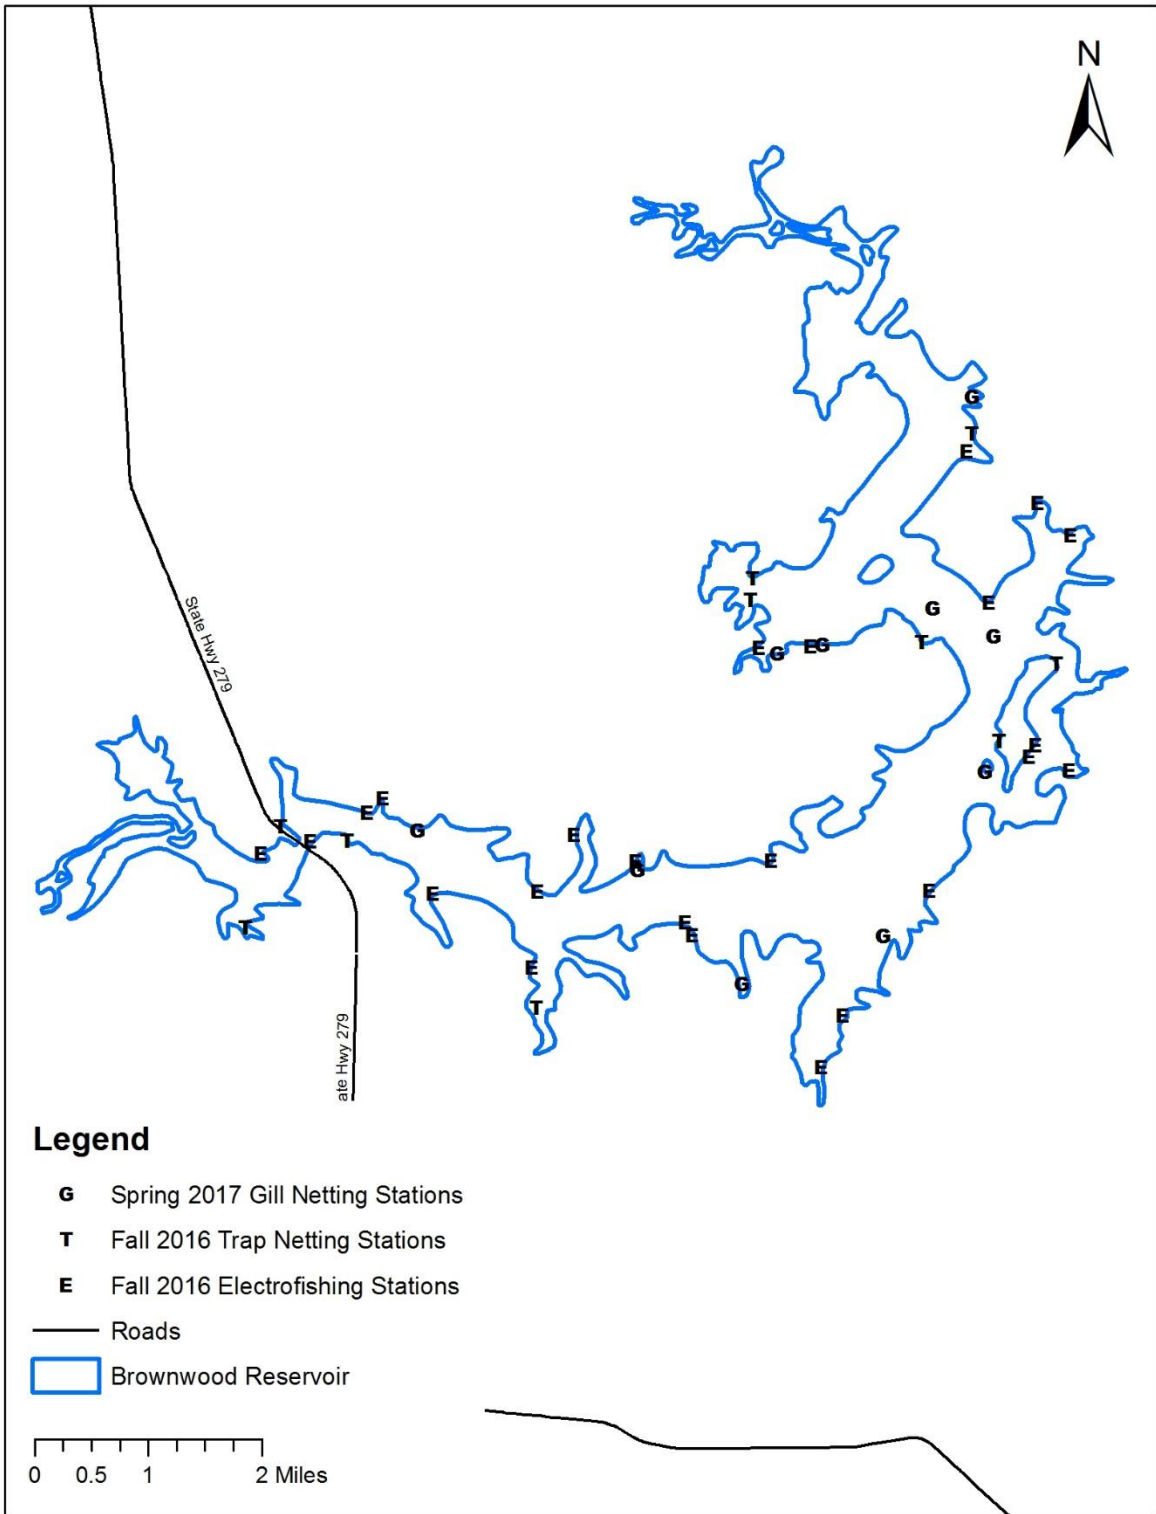 N
G
T
E
E
E
T
T
E
G
G
E
G
E
G
T
T
T
E
E
G
E
State Hwy 279
E
E
T
E
T
E
G
E
E
E
G
E
E
E
T
E
E
G
E
T
E
G
E
E
ate Hwy 279
Legend
G Spring 2017 Gill Netting Stations
T Fall 2016 Trap Netting Stations
E Fall 2016 Electrofishing Stations
Roads
Brownwood Reservoir
0 0.5 1 2 Miles